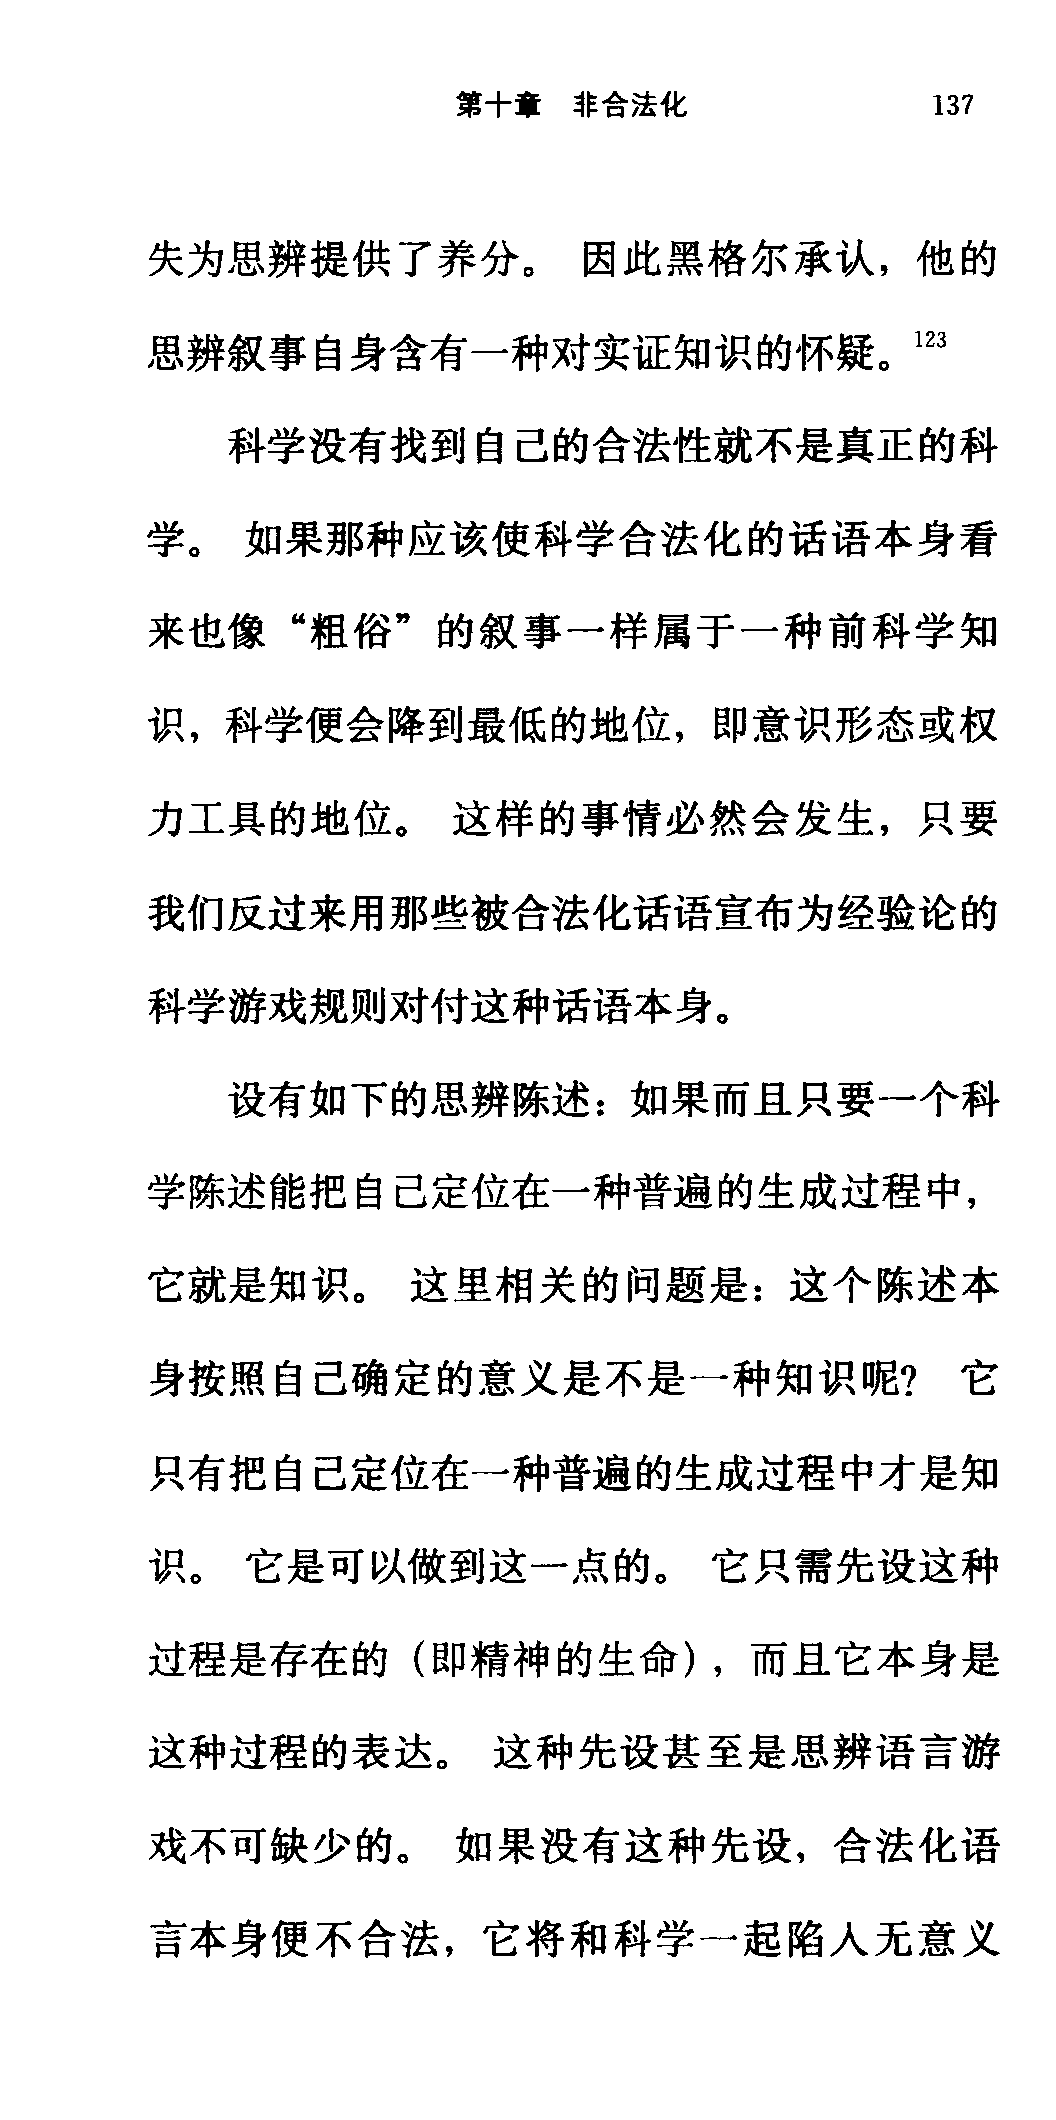 第十章 非合法化 137
失为思辨提供了养分。 因此黑格尔承认，他的
思辨叙事自身含有一种对实证知识的怀疑。123
科学没有找到自己的合法性就不是真正的科
学。 如果那种应该使科学合法化的话语本身看
来也像“粗俗”的叙事一样属于一种前科学知
识，科学便会降到最低的地位，即意识形态或权
力工具的地位。 这样的事情必然会发生，只要
我们反过来用那些被合法化话语宣布为经验论的
科学游戏规则对付这种话语本身。
设有如下的思辨陈述：如果而且只要一个科
学陈述能把自己定位在一种普遍的生成过程中，
它就是知识。 这里相关的问题是：这个陈述本
身按照自己确定的意义是不是一种知识呢？ 它
只有把自己定位在一种普遍的生成过程中才是知
识。 它是可以做到这一点的。 它只需先设这种
过程是存在的（即精神的生命），而且它本身是
这种过程的表达。 这种先设甚至是思辨语言游
戏不可缺少的。 如果没有这种先设，合法化语
言本身便不合法，它将和科学一起陷人无意义